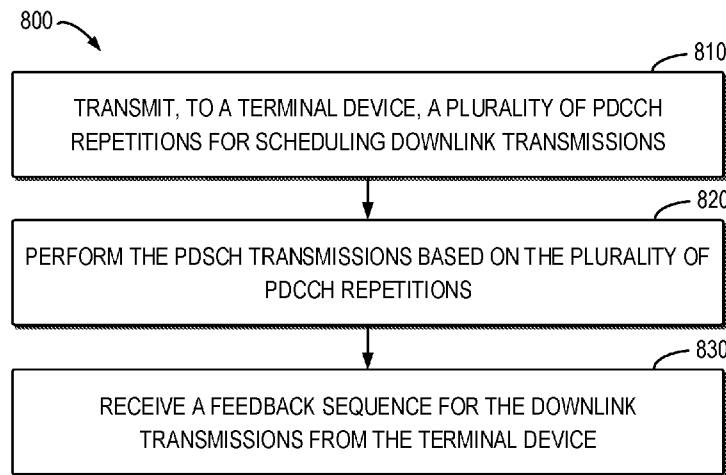 800
810
TRANSMIT, TO A TERMINAL DEVICE, A PLURALITY OF PDCCH
REPETITIONS FOR SCHEDULING DOWNLINK TRANSMISSIONS
820
PERFORM THE PDSCH TRANSMISSIONS BASED ON THE PLURALITY OF
PDCCH REPETITIONS
830
RECEIVE A FEEDBACK SEQUENCE FOR THE DOWNLINK
TRANSMISSIONS FROM THE TERMINAL DEVICE